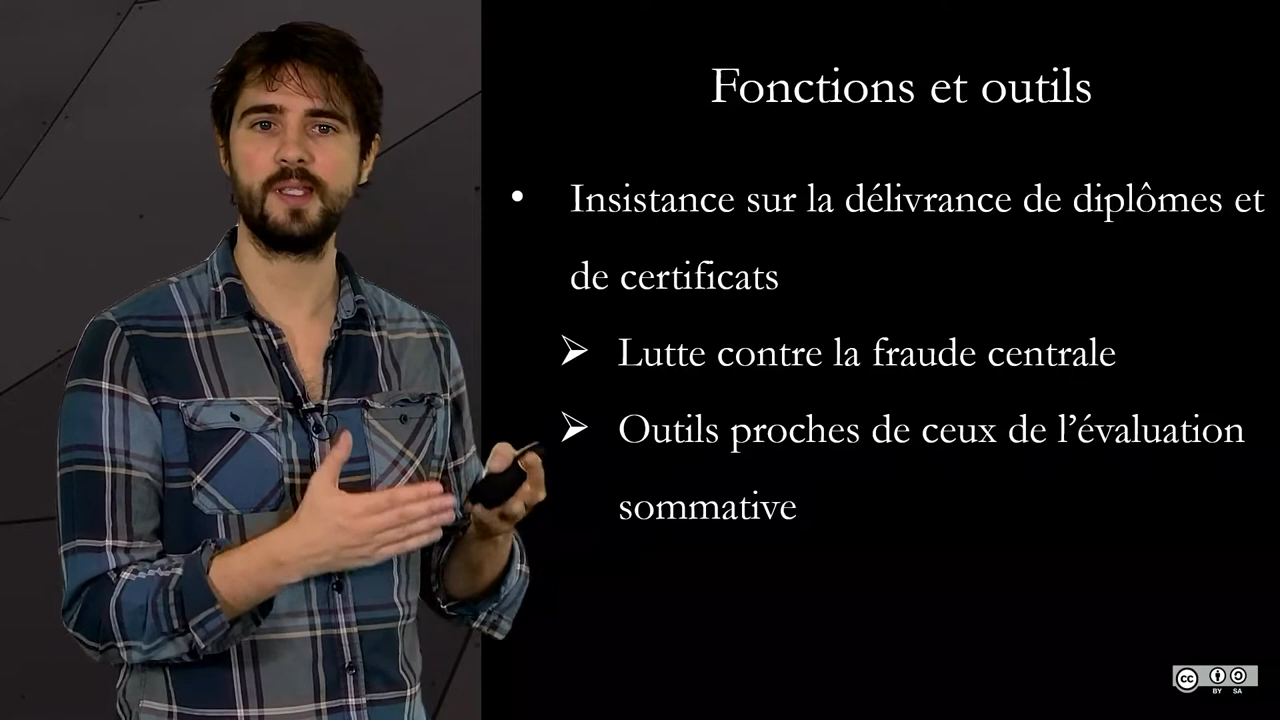 Fonctions et outils
• Insistance sur la délivrance de diplômes et
de certificats
➢ Lutte contre la fraude centrale
➢ Outils proches de ceux de l’évaluation
sommative
cc
BY SA